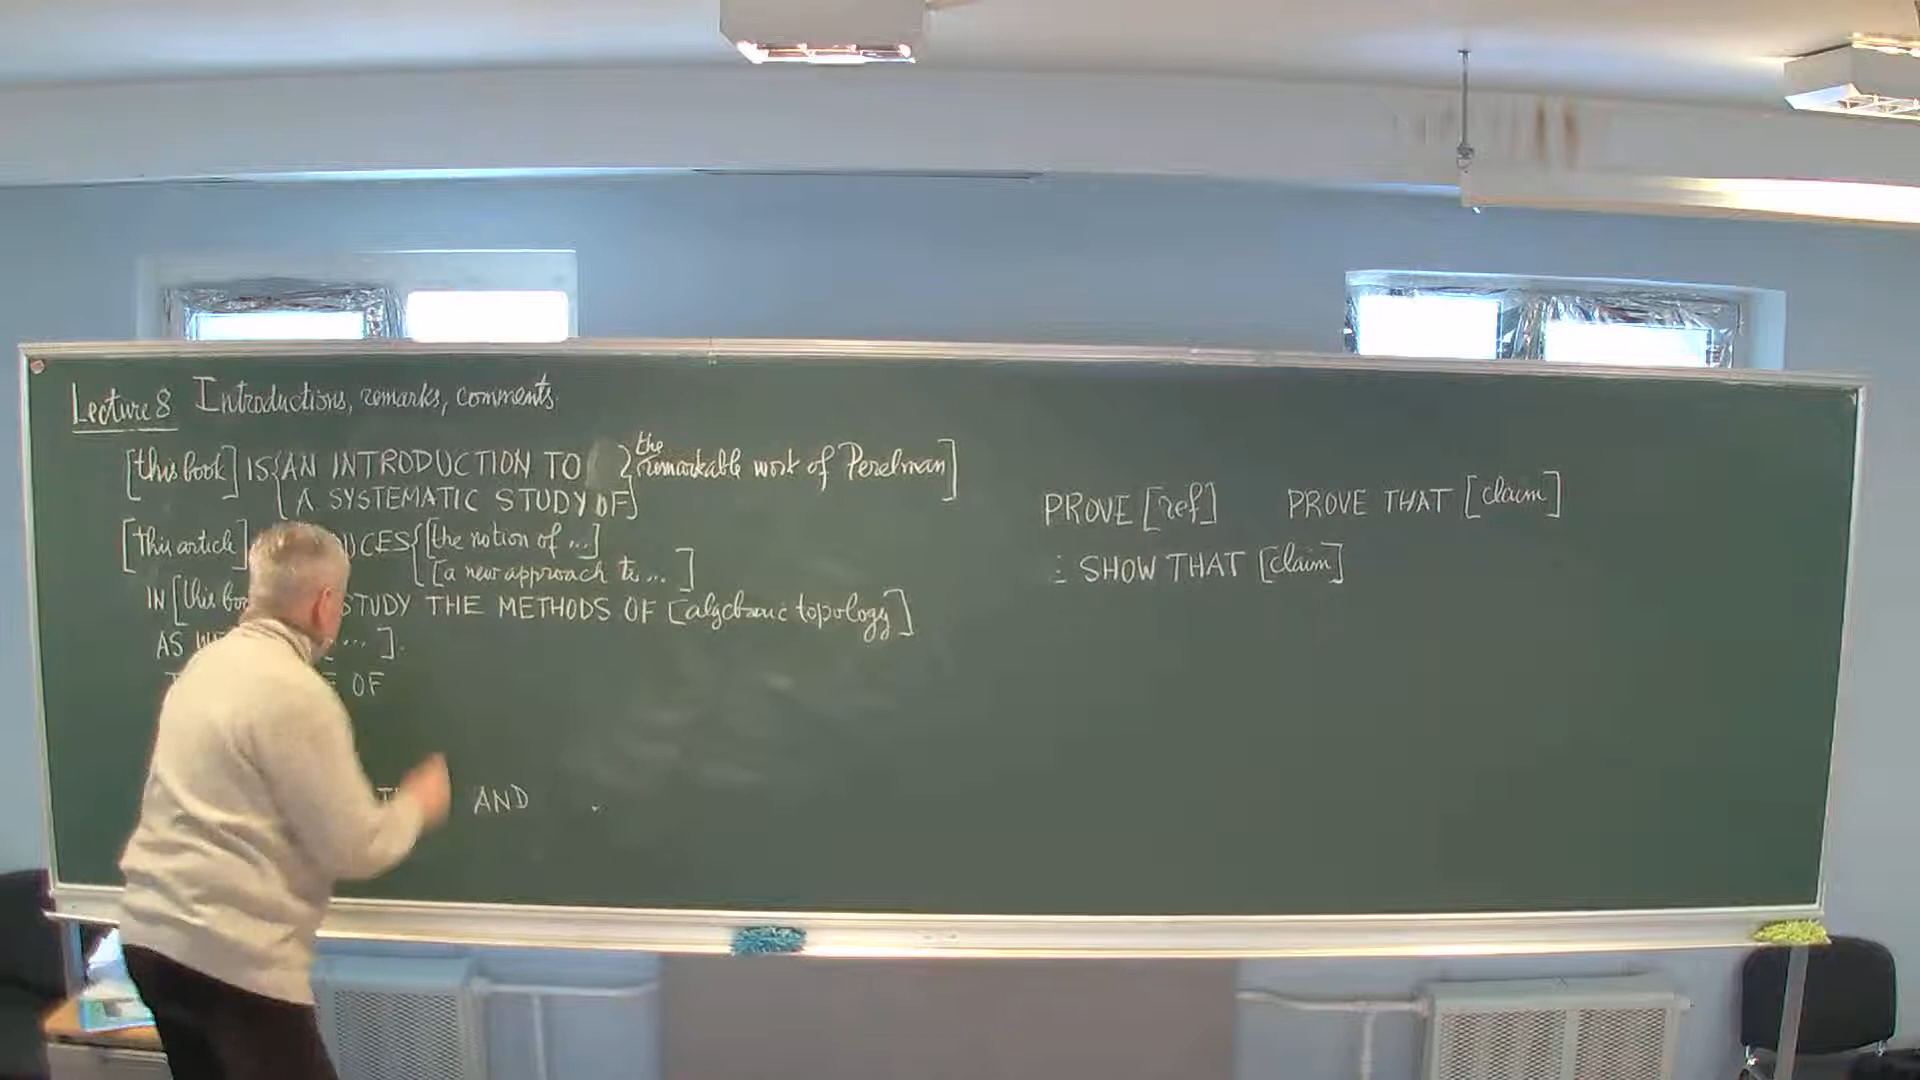 Lecture 8 Introductions, remarks, comments.
[this book] IS { AN INTRODUCTION TO } the remarkable work of Perelman]
{ A SYSTEMATIC STUDY OF }
[This article] UCES { [the notion of ...]
[a new approach to ... ]
IN [this STUDY THE METHODS OF [algebraic topology]
AS ... ].
OF
AND .
PROVE [ref] PROVE THAT [claim]
⋮ SHOW THAT [claim]